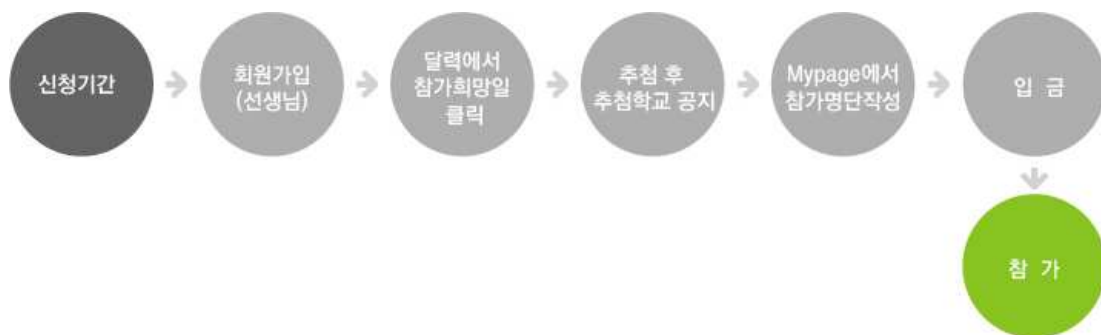 신청기간
회원가입
(선생님)
달력에서
참가희망일
클릭
추첨 후
추첨학교 공지
Mypage에서
참가명단작성
입 금
참 가